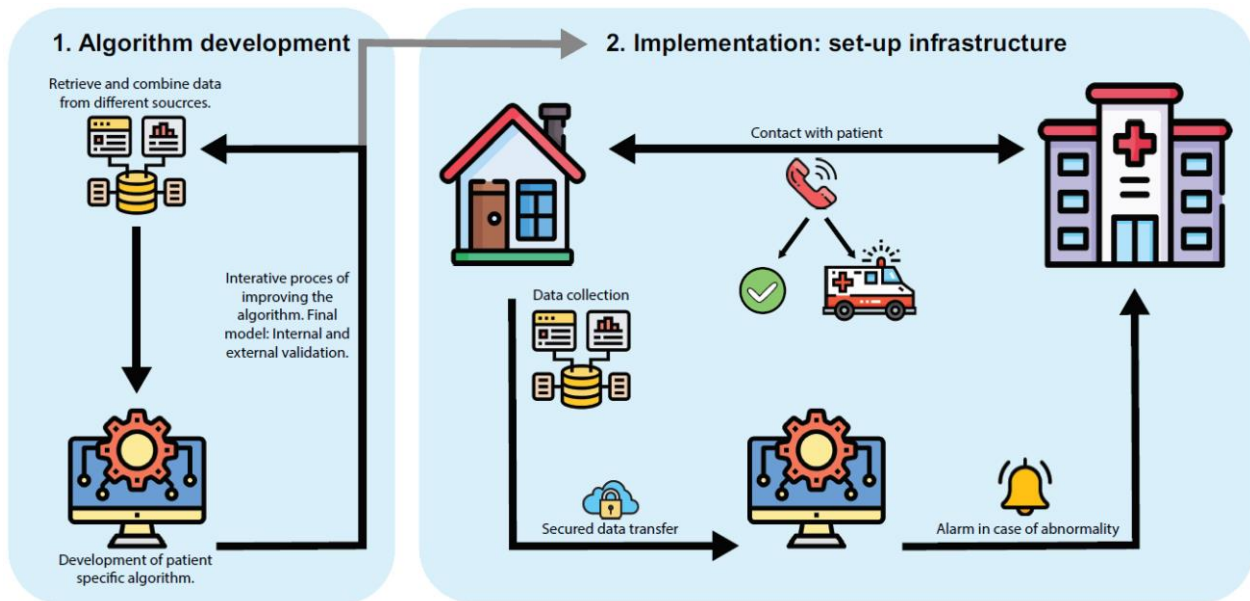 1. Algorithm development
Retrieve and combine data
from different soucrces.
Interative proces of
improving the
algorithm. Final
model: Internal and
external validation.
Development of patient
specific algorithm.
2. Implementation: set-up infrastructure
Contact with patient
Data collection
Secured data transfer
Alarm in case of abnormality